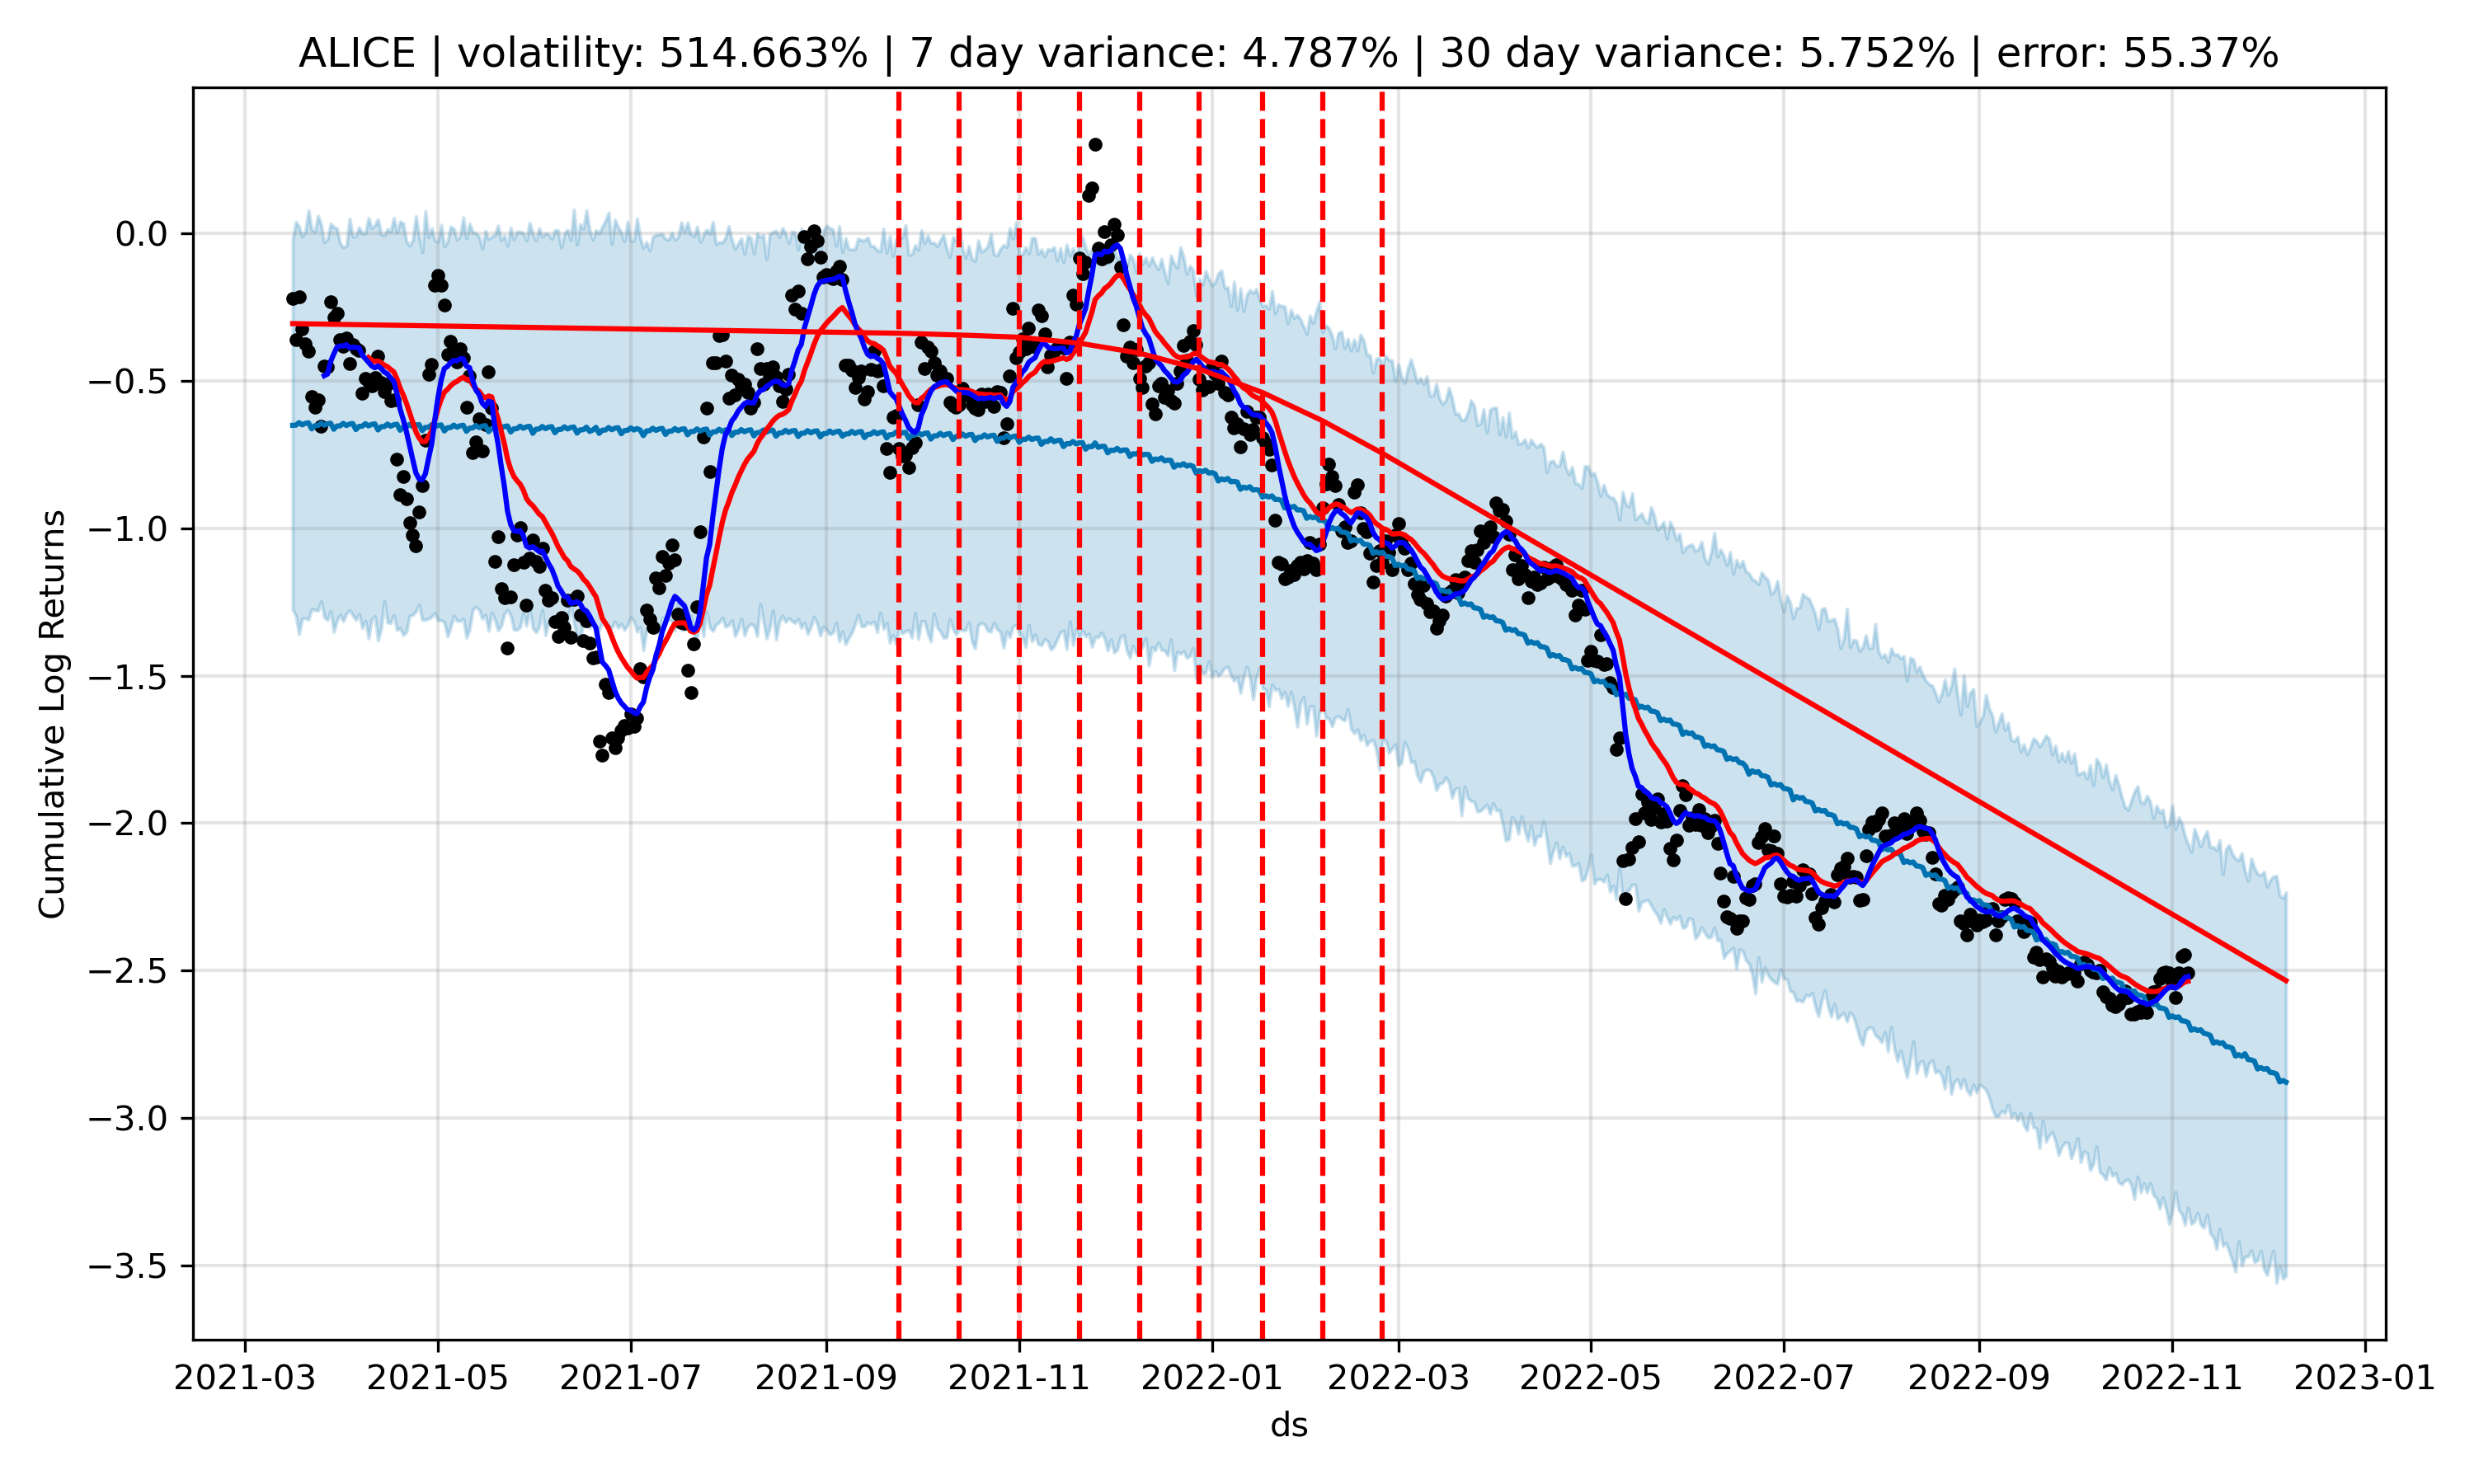 ALICE | volatility: 514.663% | 7 day variance: 4.787% | 30 day variance: 5.752% | error: 55.37%
Cumulative Log Returns
0.0
−0.5
−1.0
−1.5
−2.0
−2.5
−3.0
−3.5
2021-03 2021-05 2021-07 2021-09 2021-11 2022-01 2022-03 2022-05 2022-07 2022-09 2022-11 2023-01
ds